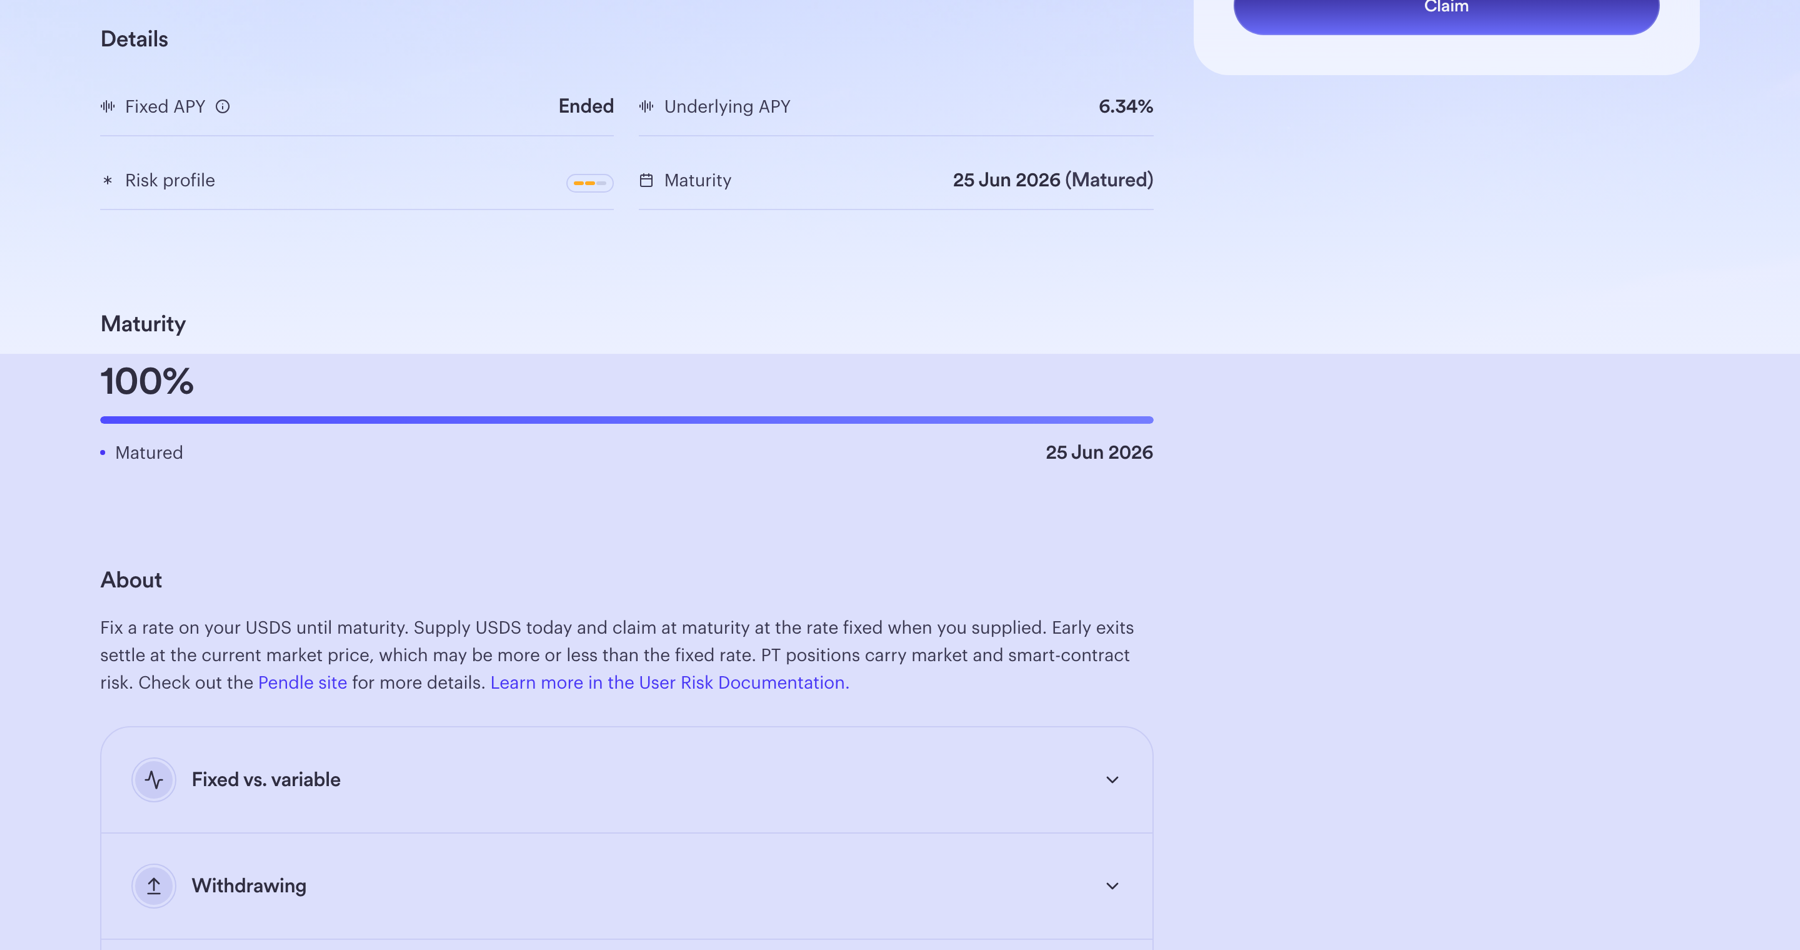 Claim
Details
Fixed APY
Ended
Underlying APY
6.34%
Risk profile
Maturity
25 Jun 2026 (Matured)
Maturity
100%
Matured
25 Jun 2026
About
Fix a rate on your USDS until maturity. Supply USDS today and claim at maturity at the rate fixed when you supplied. Early exits
settle at the current market price, which may be more or less than the fixed rate. PT positions carry market and smart-contract
risk. Check out the Pendle site for more details. Learn more in the User Risk Documentation.
Fixed vs. variable
Withdrawing